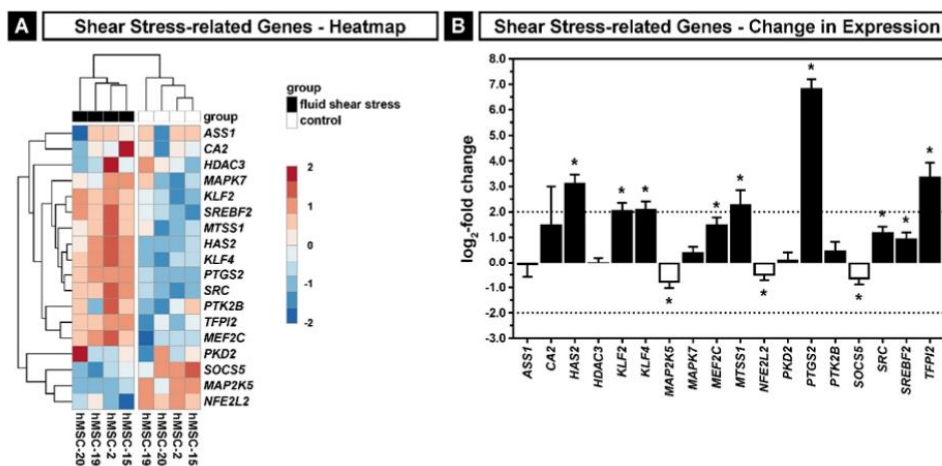 A
Shear Stress-related Genes - Heatmap
group
fluid shear stress
control
group
ASS1
CA2
HDAC3
MAPK7
KLF2
SREBF2
MTSS1
HAS2
KLF4
PTGS2
SRC
PTK2B
TFPI2
MEF2C
PKD2
SOCS5
MAP2K5
NFE2L2
2
1
0
-1
-2
hMSC-20
hMSC-19
hMSC-2
hMSC-15
hMSC-19
hMSC-20
hMSC-2
hMSC-15
B
Shear Stress-related Genes - Change in Expression
log2-fold change
8.0
7.0
6.0
5.0
4.0
3.0
2.0
1.0
0.0
-1.0
-2.0
-3.0
* * * * * * * * * * * *
ASS1
CA2
HAS2
HDAC3
KLF2
KLF4
MAP2K5
MAPK7
MEF2C
MTSS1
NFE2L2
PKD2
PTGS2
PTK2B
SOCS5
SRC
SREBF2
TFPI2